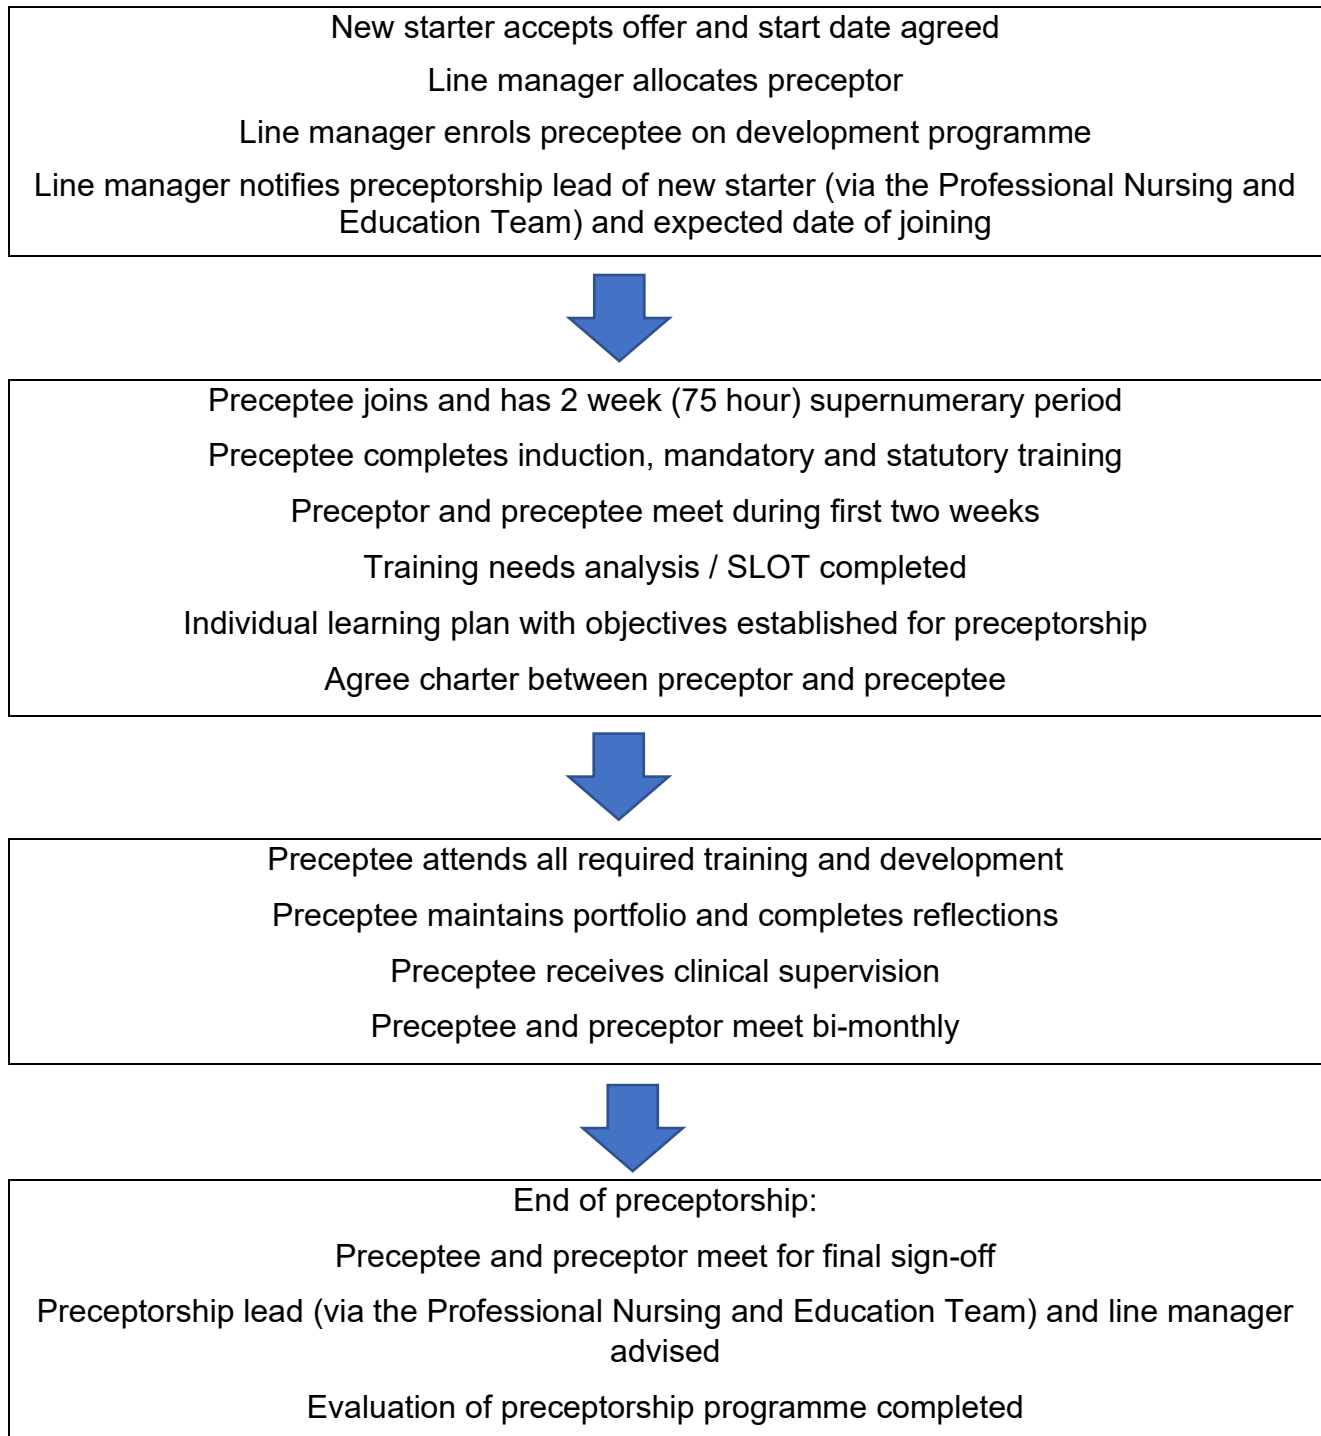 New starter accepts offer and start date agreed
Line manager allocates preceptor
Line manager enrols preceptee on development programme
Line manager notifies preceptorship lead of new starter (via the Professional Nursing and
Education Team) and expected date of joining
Preceptee joins and has 2 week (75 hour) supernumerary period
Preceptee completes induction, mandatory and statutory training
Preceptor and preceptee meet during first two weeks
Training needs analysis / SLOT completed
Individual learning plan with objectives established for preceptorship
Agree charter between preceptor and preceptee
Preceptee attends all required training and development
Preceptee maintains portfolio and completes reflections
Preceptee receives clinical supervision
Preceptee and preceptor meet bi-monthly
End of preceptorship:
Preceptee and preceptor meet for final sign-off
Preceptorship lead (via the Professional Nursing and Education Team) and line manager
advised
Evaluation of preceptorship programme completed